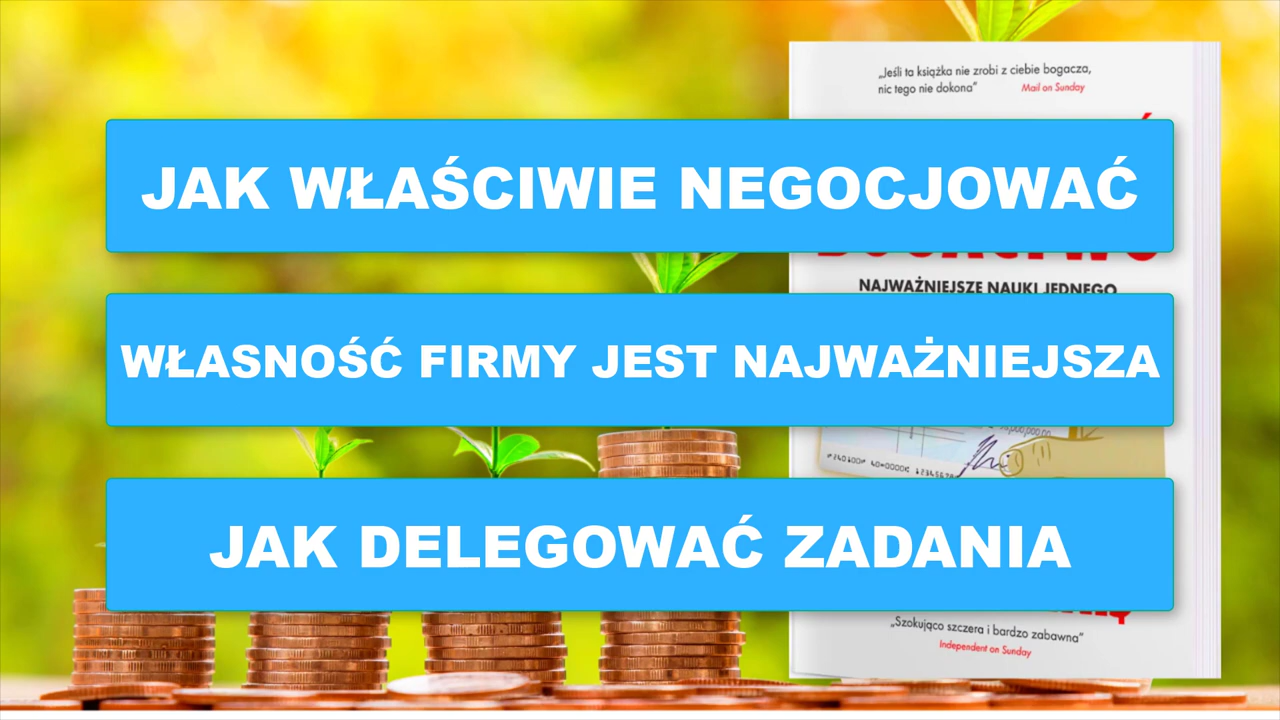 „Jeśli ta książka nie zrobi z ciebie bogacza,
nic tego nie dokona”
Mail on Sunday
JAK WŁAŚCIWIE NEGOCJOWAĆ
NAJWAŻNIEJSZE NAUKI JEDNEGO
WŁASNOŚĆ FIRMY JEST NAJWAŻNIEJSZA
JAK DELEGOWAĆ ZADANIA
„Szokująco szczera i bardzo zabawna”
Independent on Sunday